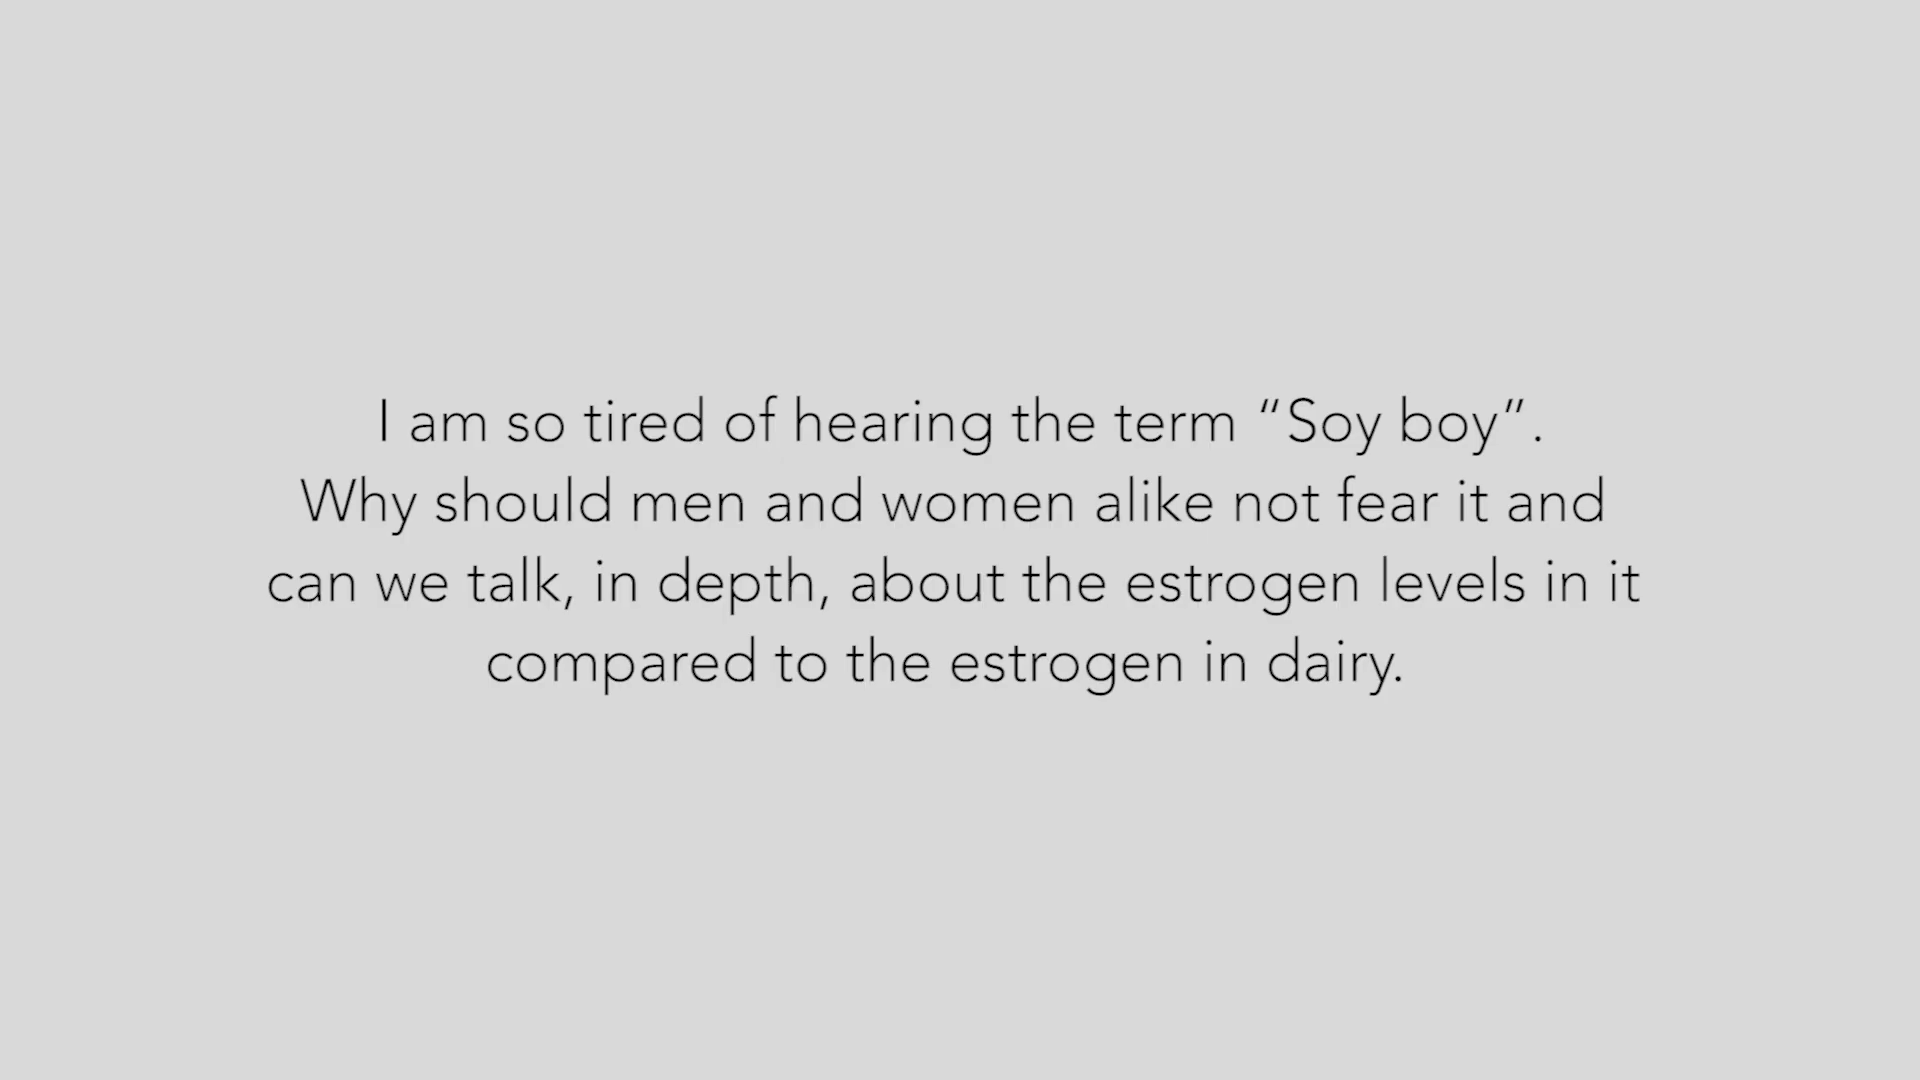 I am so tired of hearing the term “Soy boy”.
Why should men and women alike not fear it and
can we talk, in depth, about the estrogen levels in it
compared to the estrogen in dairy.